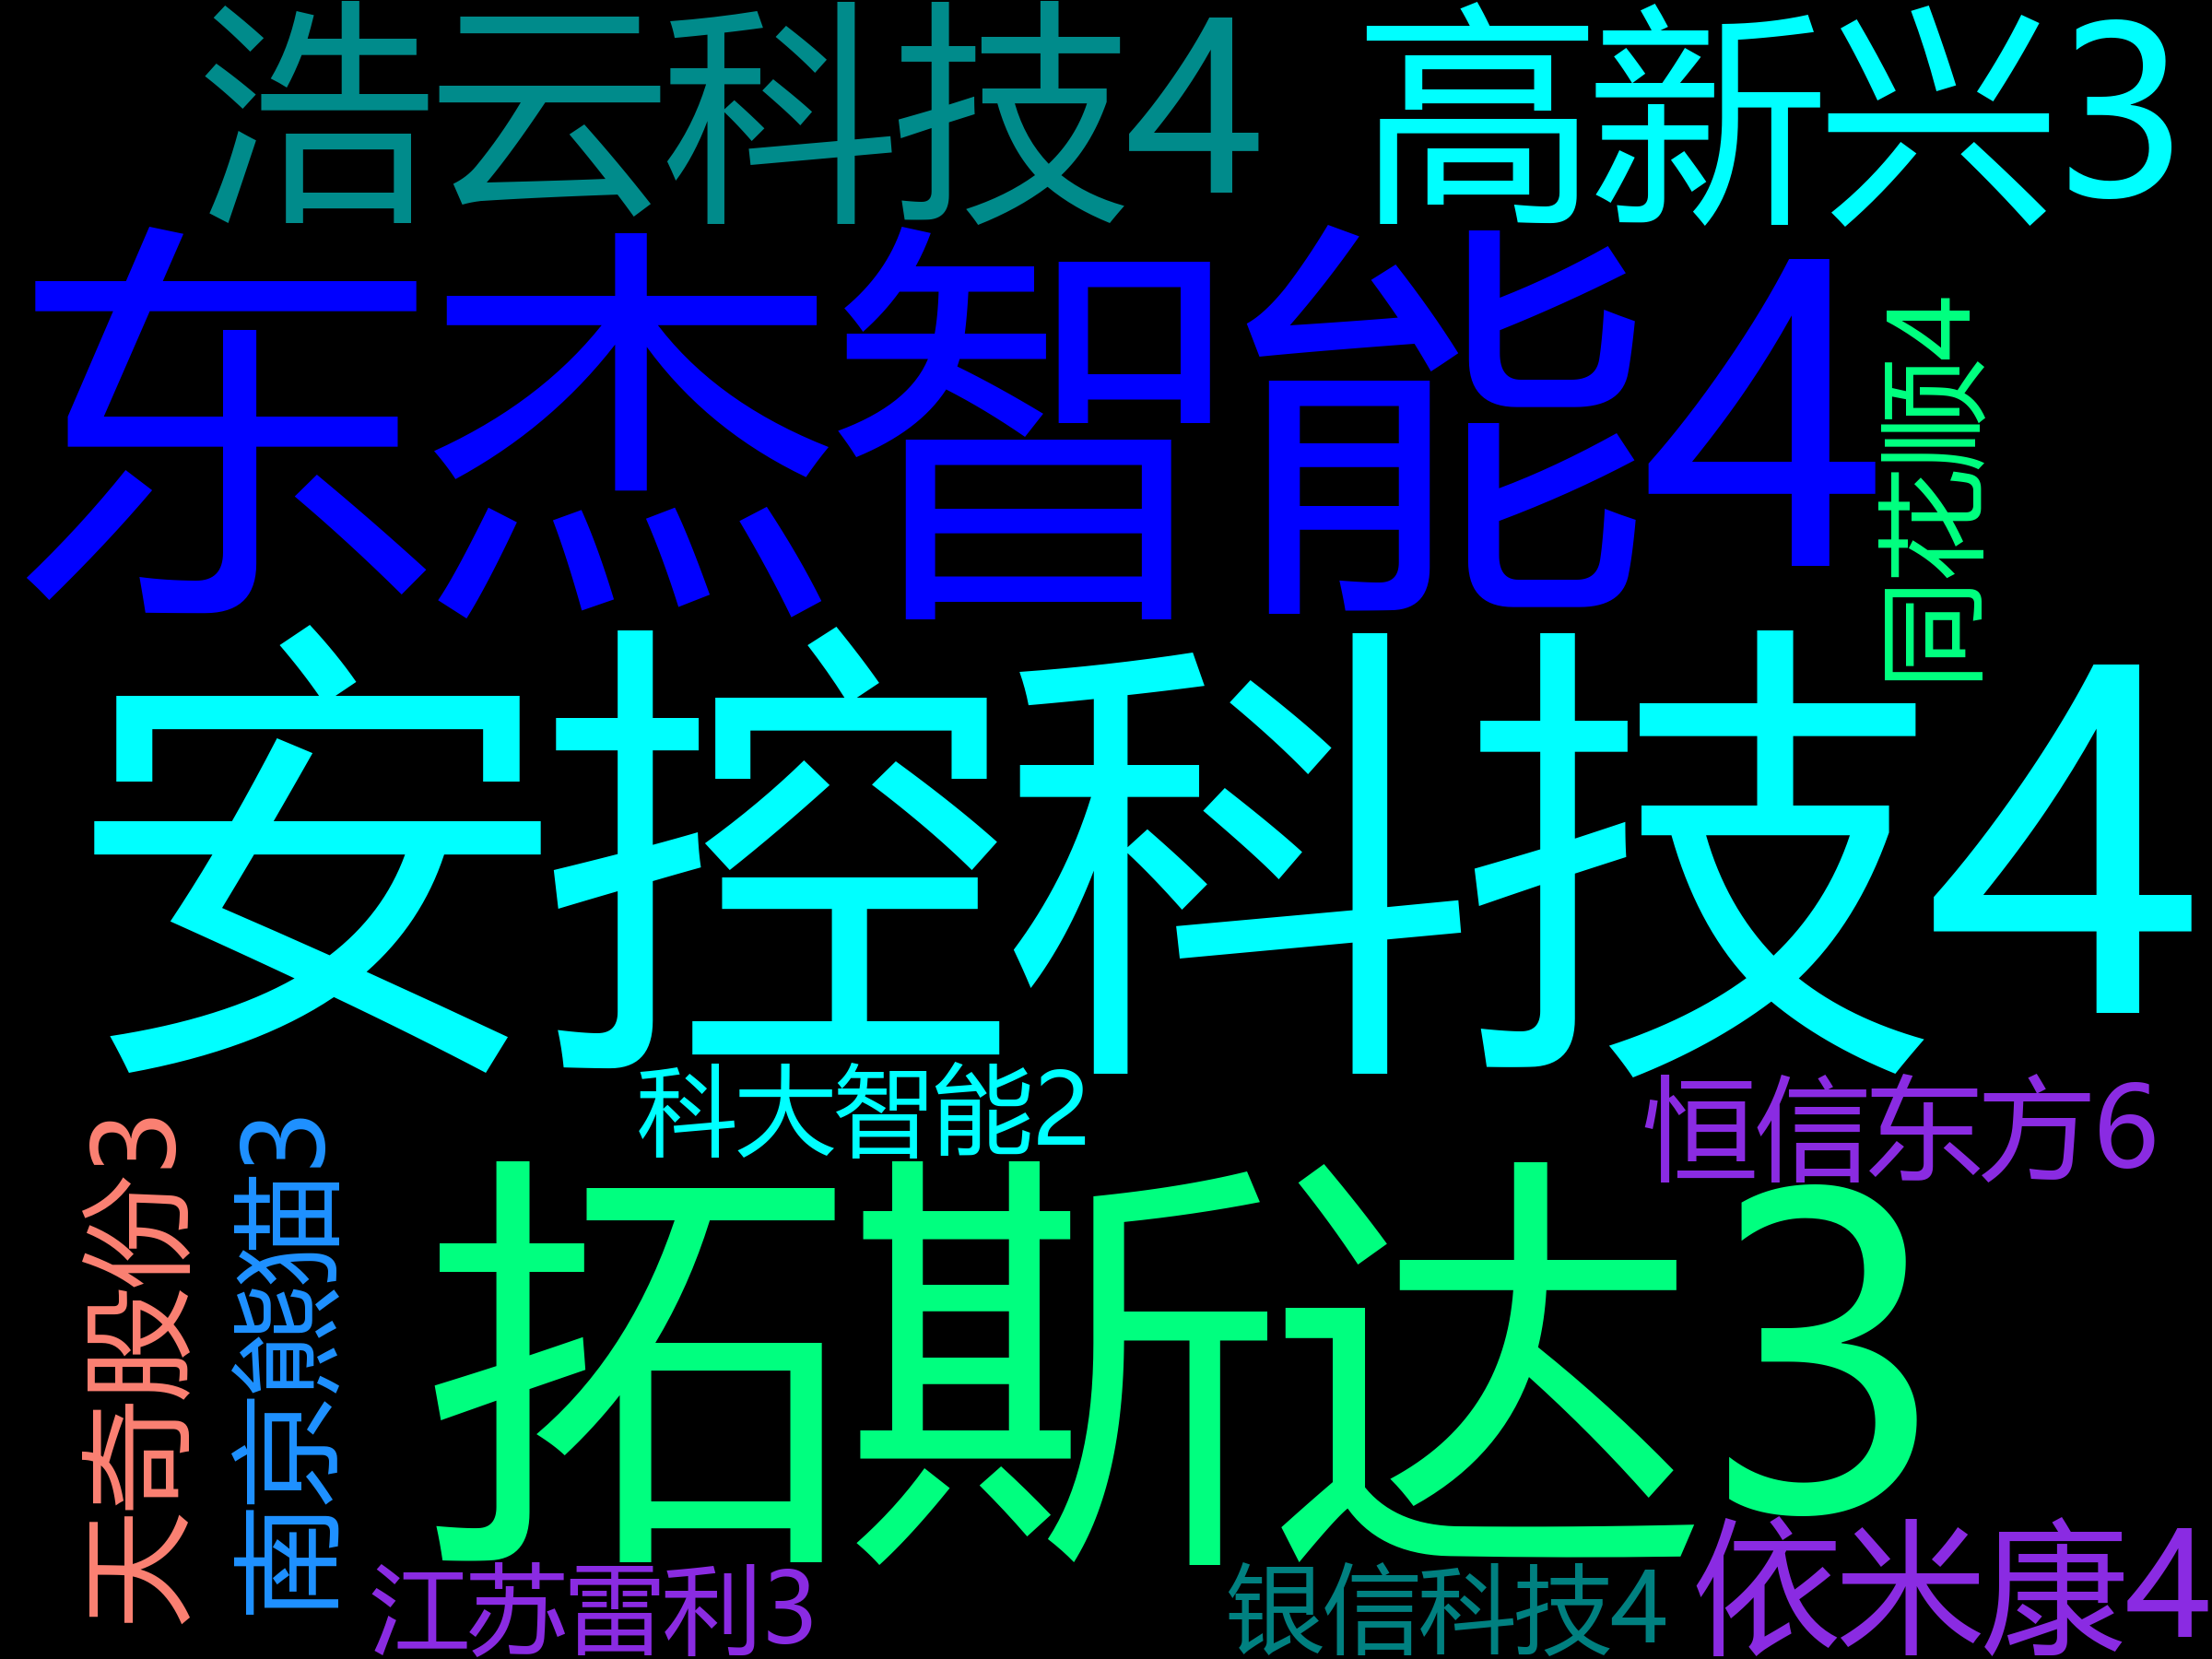 浩云科技4
高新兴3
东杰智能4
同花顺4
安控科技4
科大智能2
恒信东方6
天奇股份3
南京熊猫3
拓斯达3
江苏雷利3
银信科技4
依米康4